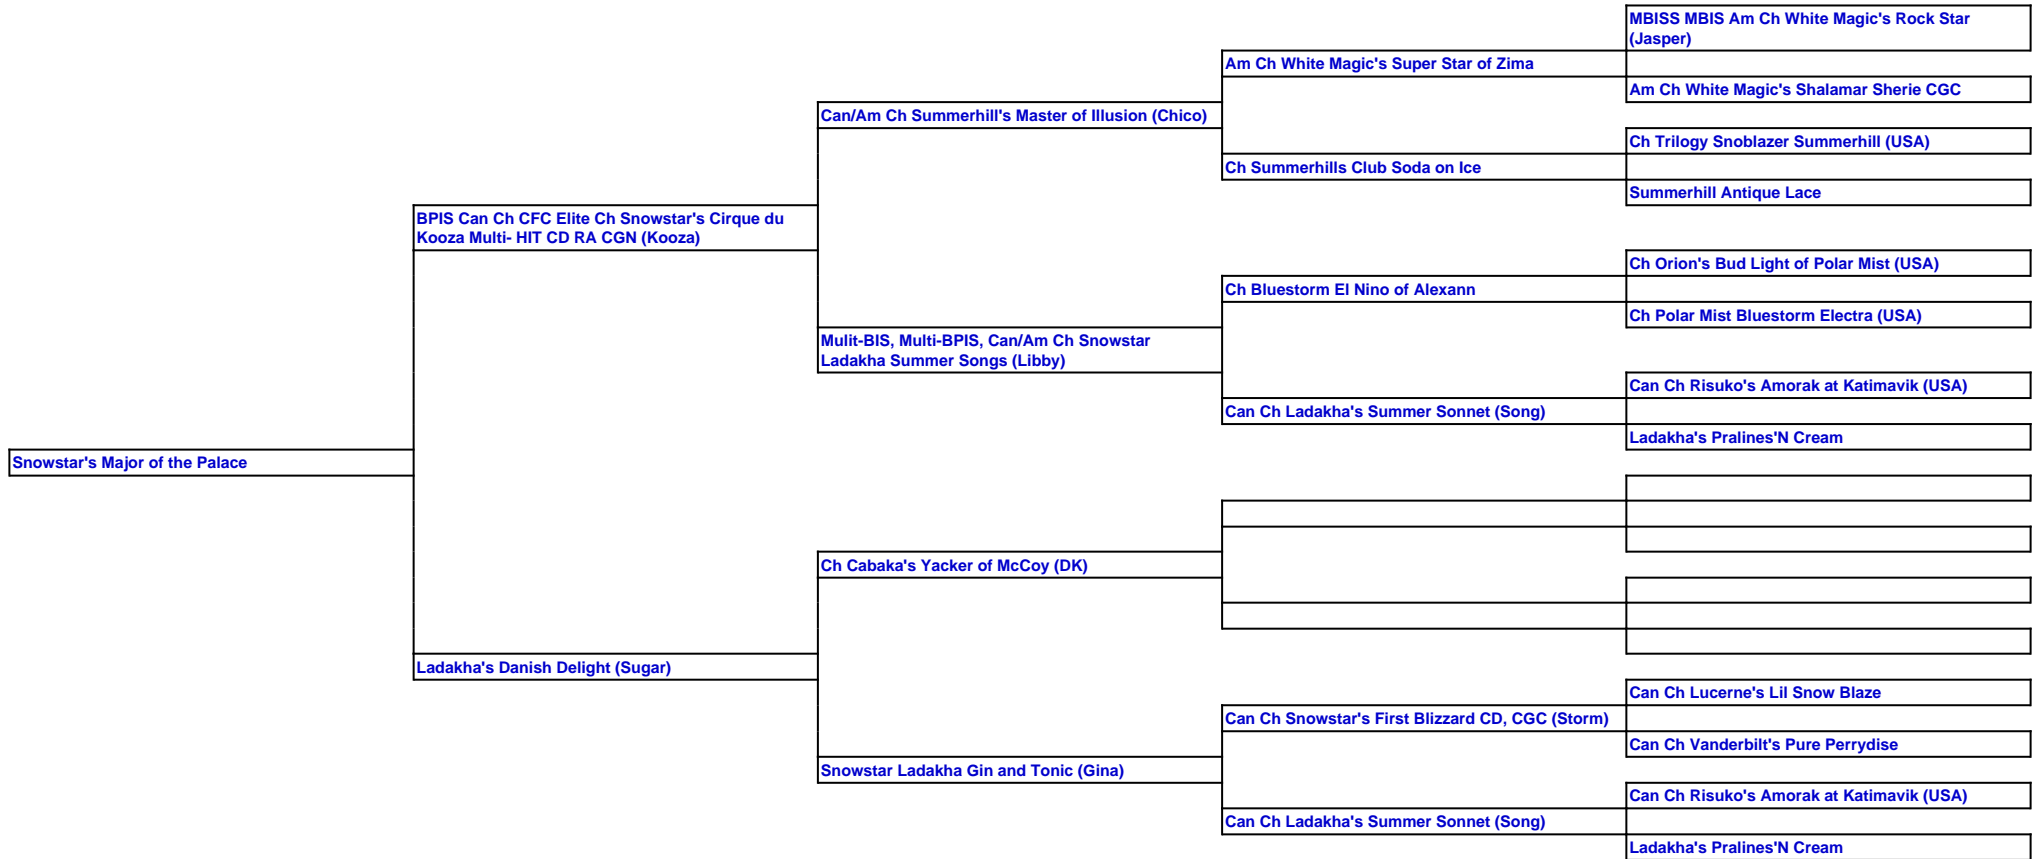 MBISS MBIS Am Ch White Magic's Rock Star
(Jasper)
Am Ch White Magic's Super Star of Zima
Am Ch White Magic's Shalamar Sherie CGC
Can/Am Ch Summerhill's Master of Illusion (Chico)
Ch Trilogy Snoblazer Summerhill (USA)
Ch Summerhills Club Soda on Ice
Summerhill Antique Lace
BPIS Can Ch CFC Elite Ch Snowstar's Cirque du
Kooza Multi- HIT CD RA CGN (Kooza)
Ch Orion's Bud Light of Polar Mist (USA)
Ch Bluestorm El Nino of Alexann
Ch Polar Mist Bluestorm Electra (USA)
Mulit-BIS, Multi-BPIS, Can/Am Ch Snowstar
Ladakha Summer Songs (Libby)
Can Ch Risuko's Amorak at Katimavik (USA)
Can Ch Ladakha's Summer Sonnet (Song)
Ladakha's Pralines'N Cream
Snowstar's Major of the Palace
Ch Cabaka's Yacker of McCoy (DK)
Ladakha's Danish Delight (Sugar)
Can Ch Lucerne's Lil Snow Blaze
Can Ch Snowstar's First Blizzard CD, CGC (Storm)
Can Ch Vanderbilt's Pure Perrydise
Snowstar Ladakha Gin and Tonic (Gina)
Can Ch Risuko's Amorak at Katimavik (USA)
Can Ch Ladakha's Summer Sonnet (Song)
Ladakha's Pralines'N Cream